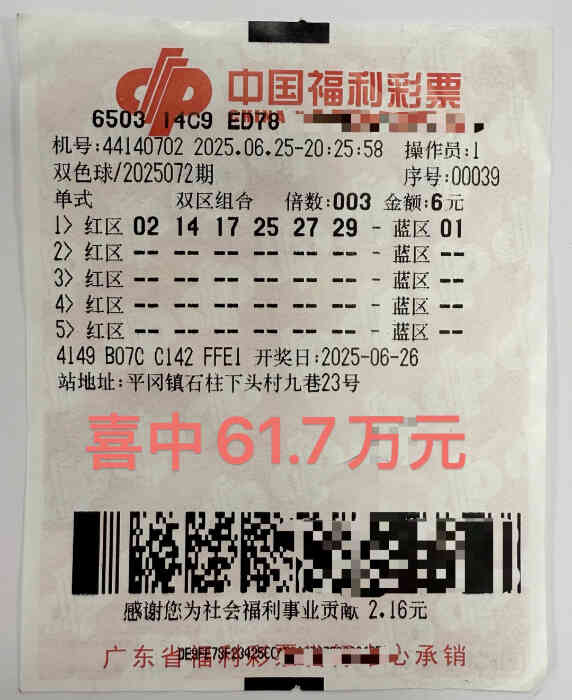 中国福利彩票
6503 14C9 ED78
机号:44140702 2025.06.25-20:25:58 操作员:1
双色球/2025072期 序号:00039
单式 双区组合 倍数:003 金额:6元
1> 红区 02 14 17 25 27 29 - 蓝区 01
2> 红区 -- -- -- -- -- -- - 蓝区 --
3> 红区 -- -- -- -- -- -- - 蓝区 --
4> 红区 -- -- -- -- -- -- - 蓝区 --
5> 红区 -- -- -- -- -- -- - 蓝区 --
4149 B07C C142 FFE1 开奖日:2025-06-26
站地址:平冈镇石柱下头村九巷23号
喜中61.7万元
感谢您为社会福利事业贡献 2.16元
广东省福利彩 心承销